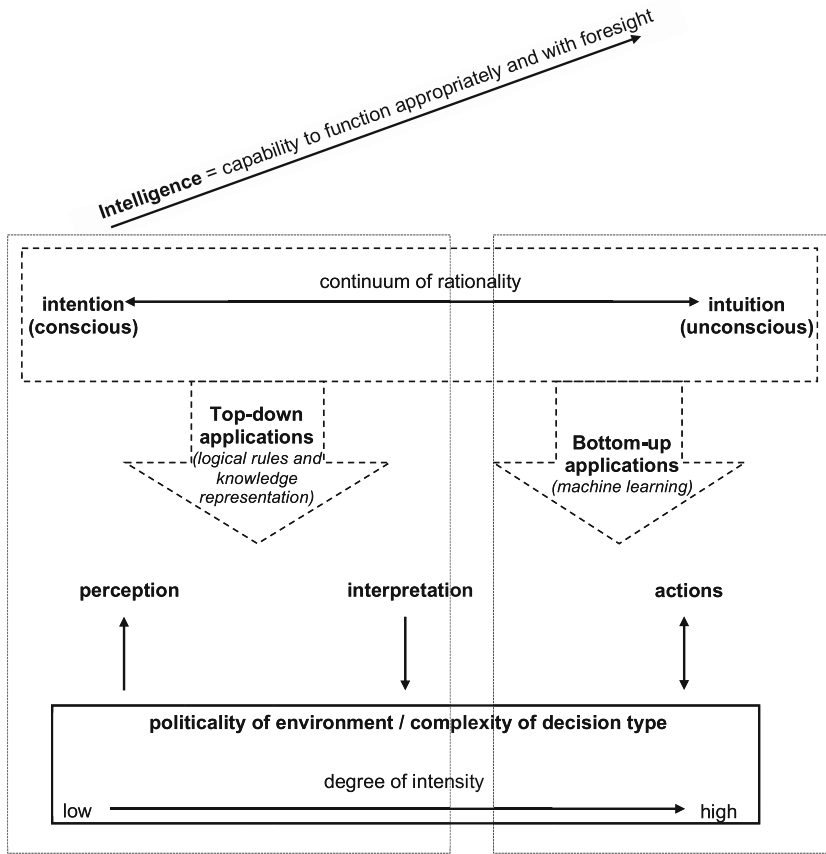 Intelligence = capability to function appropriately and with foresight
continuum of rationality
intention
(conscious)
intuition
(unconscious)
Top-down
applications
(logical rules and
knowledge
representation)
Bottom-up
applications
(machine learning)
perception
interpretation
actions
politicality of environment / complexity of decision type
degree of intensity
low
high